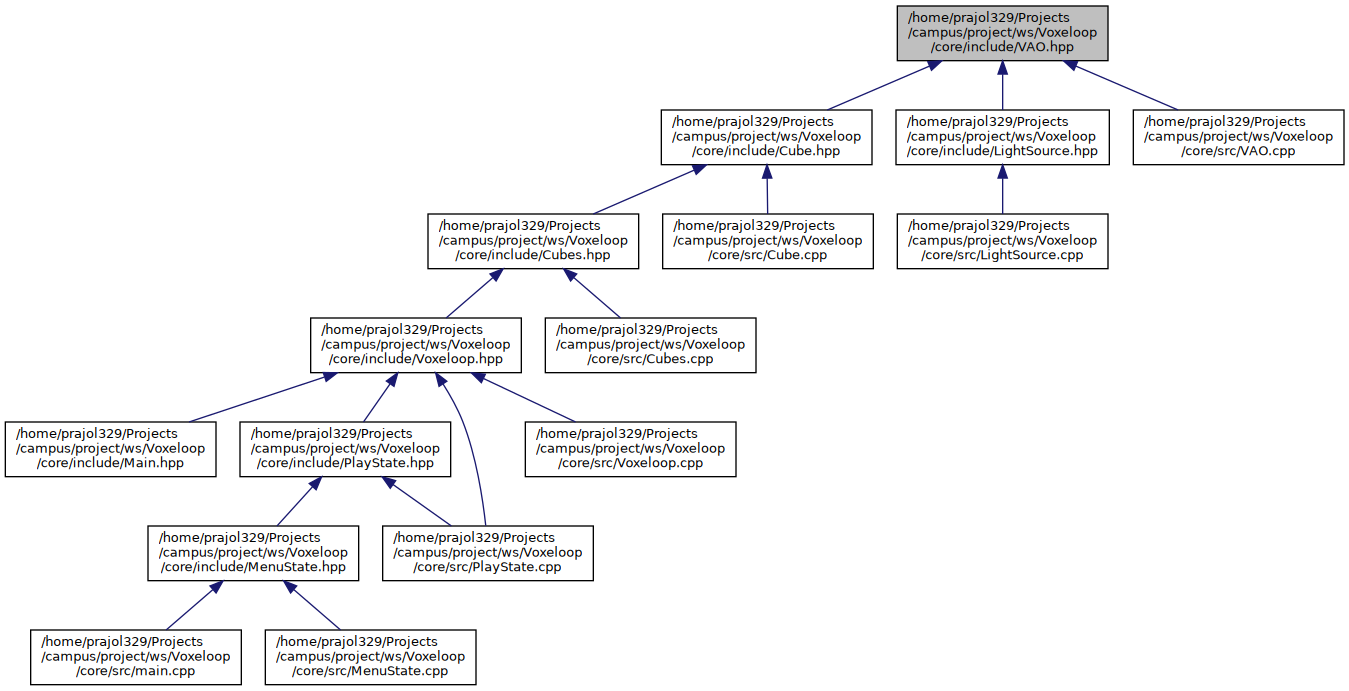 /home/prajol329/Projects
/campus/project/ws/Voxeloop
/core/include/VAO.hpp
/home/prajol329/Projects
/campus/project/ws/Voxeloop
/core/include/Cube.hpp
/home/prajol329/Projects
/campus/project/ws/Voxeloop
/core/include/LightSource.hpp
/home/prajol329/Projects
/campus/project/ws/Voxeloop
/core/src/VAO.cpp
/home/prajol329/Projects
/campus/project/ws/Voxeloop
/core/include/Cubes.hpp
/home/prajol329/Projects
/campus/project/ws/Voxeloop
/core/src/Cube.cpp
/home/prajol329/Projects
/campus/project/ws/Voxeloop
/core/src/LightSource.cpp
/home/prajol329/Projects
/campus/project/ws/Voxeloop
/core/include/Voxeloop.hpp
/home/prajol329/Projects
/campus/project/ws/Voxeloop
/core/src/Cubes.cpp
/home/prajol329/Projects
/campus/project/ws/Voxeloop
/core/include/Main.hpp
/home/prajol329/Projects
/campus/project/ws/Voxeloop
/core/include/PlayState.hpp
/home/prajol329/Projects
/campus/project/ws/Voxeloop
/core/src/Voxeloop.cpp
/home/prajol329/Projects
/campus/project/ws/Voxeloop
/core/include/MenuState.hpp
/home/prajol329/Projects
/campus/project/ws/Voxeloop
/core/src/PlayState.cpp
/home/prajol329/Projects
/campus/project/ws/Voxeloop
/core/src/main.cpp
/home/prajol329/Projects
/campus/project/ws/Voxeloop
/core/src/MenuState.cpp